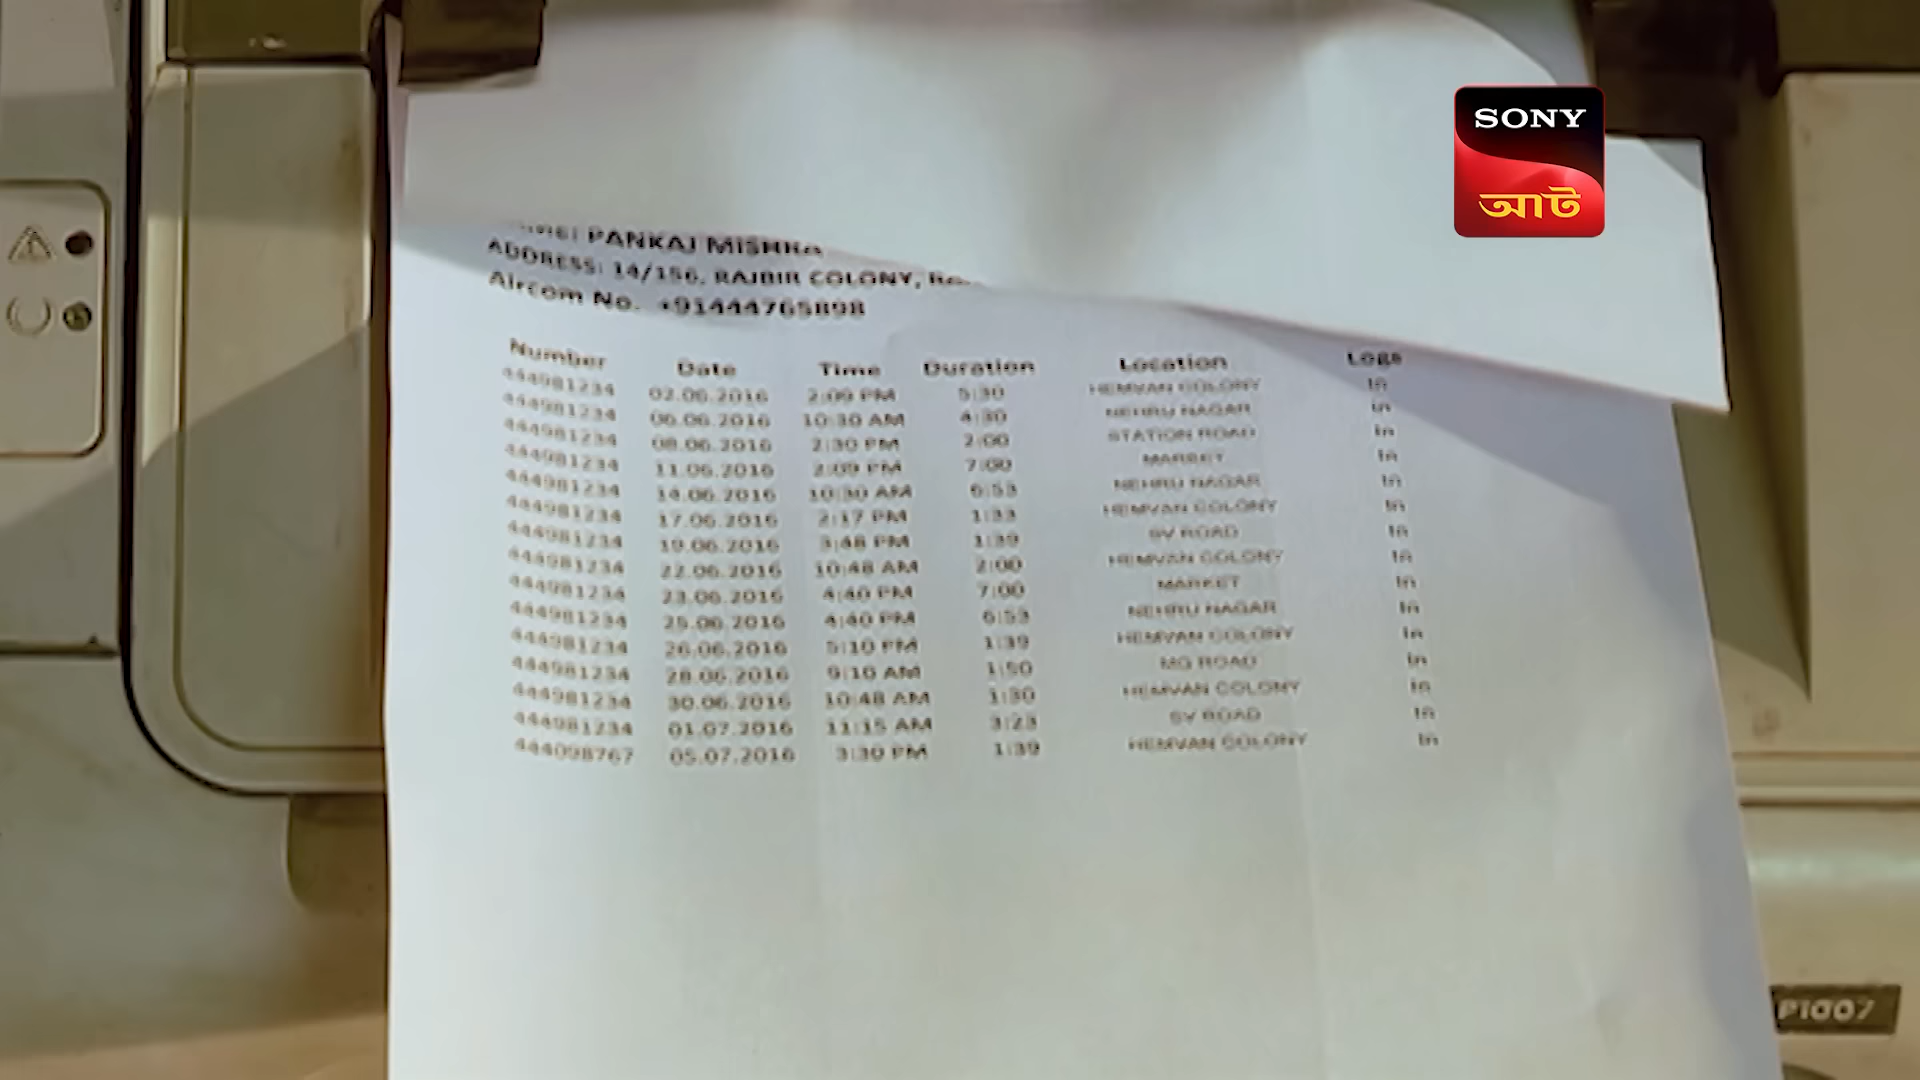 SONY
আট
PANKAJ MISHRA
ADDRESS: 14/156, RAJBIR COLONY,
Aircom No. +91444765898
Number Date Time Duration Location Logs
444981234 02.06.2016 2:09 PM 5:30 HEMVAN COLONY In
444981234 06.06.2016 10:30 AM 4:30 NEHRU NAGAR In
444981234 08.06.2016 2:30 PM 2:00 STATION ROAD In
444981234 11.06.2016 2:09 PM 7:00 MARKET In
444981234 14.06.2016 10:30 AM 6:53 NEHRU NAGAR In
444981234 17.06.2016 2:17 PM 1:33 HEMVAN COLONY In
444981234 19.06.2016 3:48 PM 1:39 SV ROAD In
444981234 22.06.2016 10:48 AM 2:00 HEMVAN COLONY In
444981234 23.06.2016 4:40 PM 7:00 MARKET In
444981234 25.06.2016 4:40 PM 6:53 NEHRU NAGAR In
444981234 26.06.2016 5:10 PM 1:39 HEMVAN COLONY In
444981234 28.06.2016 9:10 AM 1:50 MG ROAD In
444981234 30.06.2016 10:48 AM 1:30 HEMVAN COLONY In
444981234 01.07.2016 11:15 AM 3:23 SV ROAD In
444098767 05.07.2016 3:30 PM 1:39 HEMVAN COLONY In
P1007